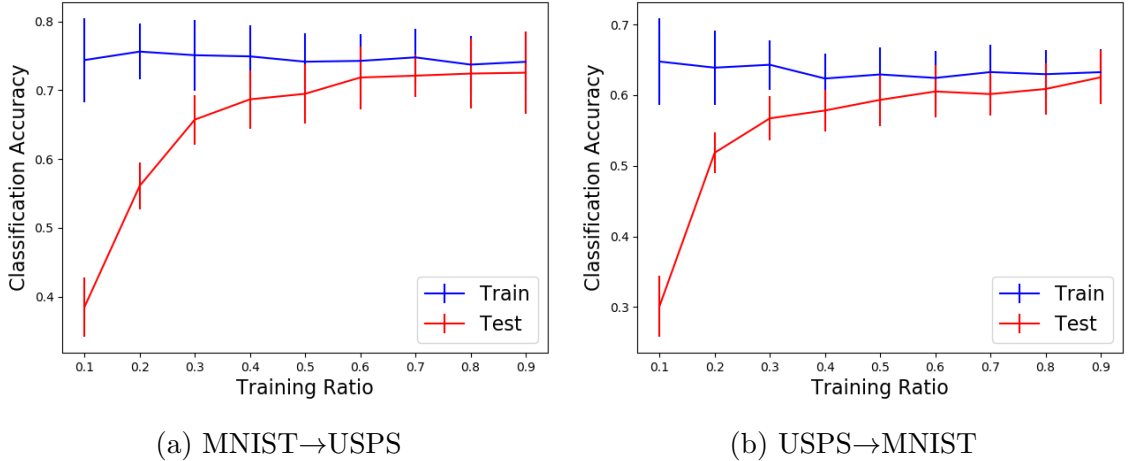 0.8
0.7
0.6
0.5
0.4
Classification Accuracy
Train
Test
0.1 0.2 0.3 0.4 0.5 0.6 0.7 0.8 0.9
Training Ratio
(a) MNIST→USPS
0.7
0.6
0.5
0.4
0.3
Classification Accuracy
Train
Test
0.1 0.2 0.3 0.4 0.5 0.6 0.7 0.8 0.9
Training Ratio
(b) USPS→MNIST